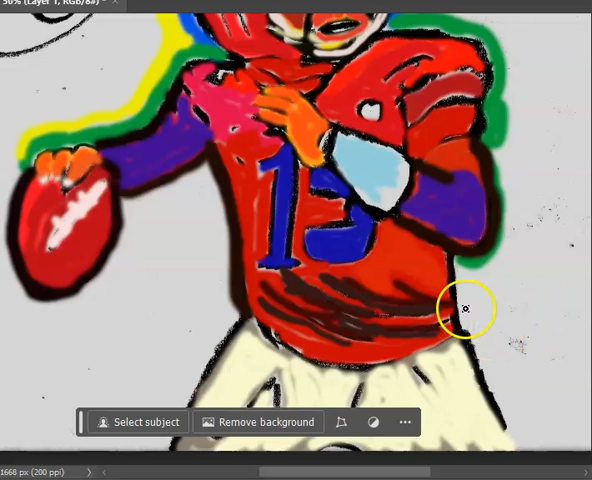 50% (Layer 1, RGB/8#) * ×
13
Select subject
Remove background
1668 px (200 ppi)